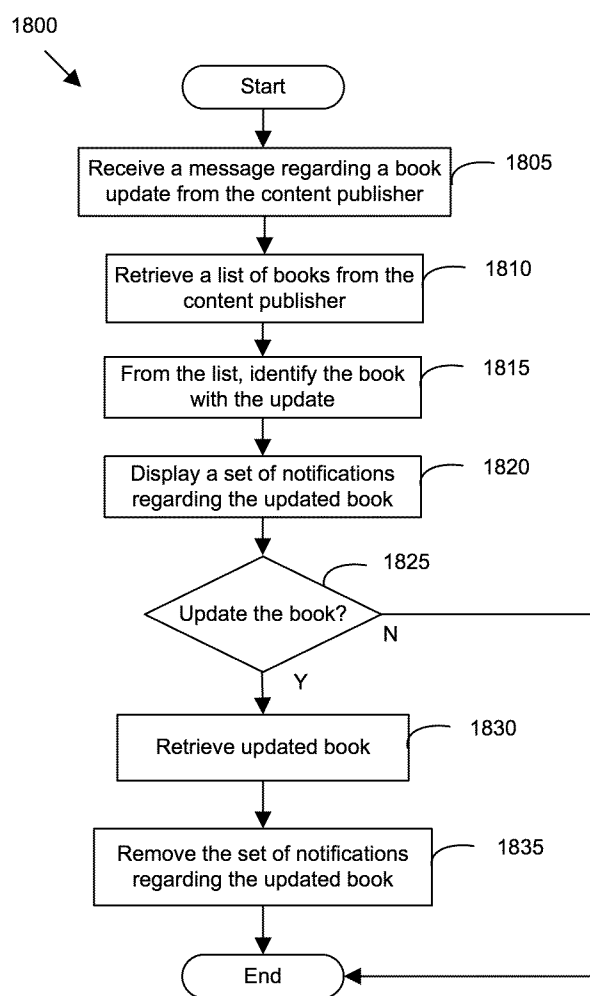 1800
Start
Receive a message regarding a book
update from the content publisher
1805
Retrieve a list of books from the
content publisher
1810
From the list, identify the book
with the update
1815
Display a set of notifications
regarding the updated book
1820
Update the book?
1825
N
Y
Retrieve updated book
1830
Remove the set of notifications
regarding the updated book
1835
End